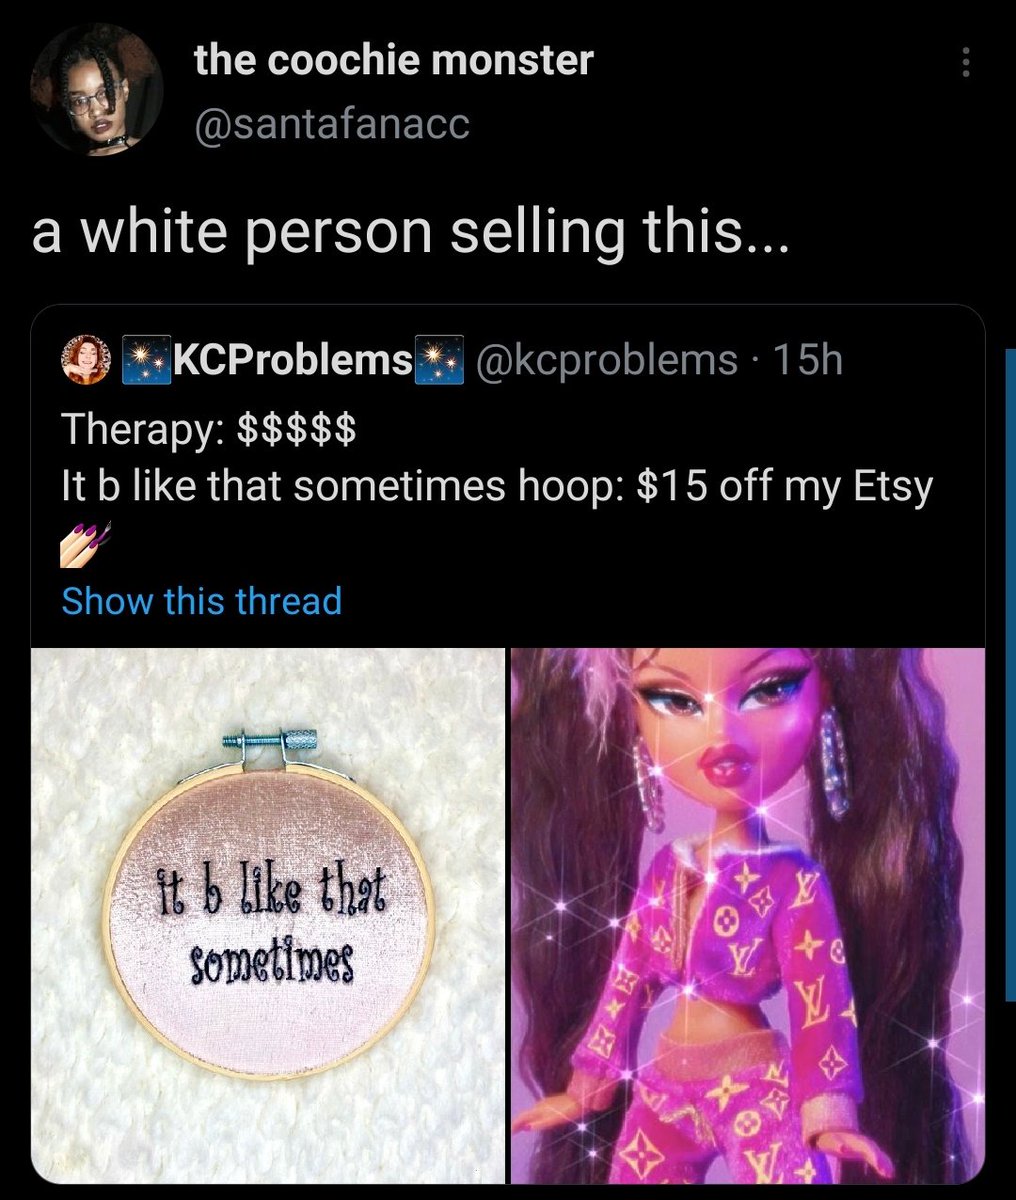 the coochie monster
@santafanacc
a white person selling this...
🎇KCProblems🎇 @kcproblems · 15h
Therapy: $$$$$
It b like that sometimes hoop: $15 off my Etsy
💅🏻
Show this thread
it b like that
sometimes